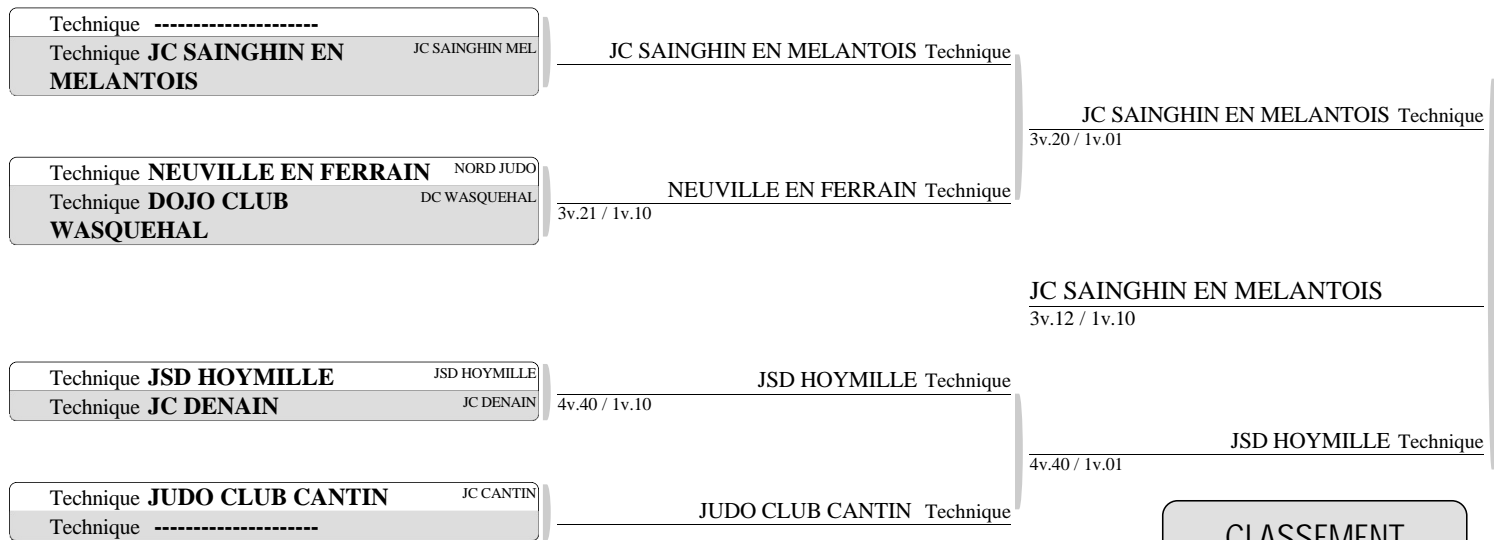 Technique ---------------------
Technique JC SAINGHIN EN MELANTOIS JC SAINGHIN MEL
JC SAINGHIN EN MELANTOIS Technique
JC SAINGHIN EN MELANTOIS Technique
3v.20 / 1v.01
Technique NEUVILLE EN FERRAIN NORD JUDO
Technique DOJO CLUB WASQUEHAL DC WASQUEHAL
NEUVILLE EN FERRAIN Technique
3v.21 / 1v.10
JC SAINGHIN EN MELANTOIS
3v.12 / 1v.10
Technique JSD HOYMILLE JSD HOYMILLE
Technique JC DENAIN JC DENAIN
JSD HOYMILLE Technique
4v.40 / 1v.10
JSD HOYMILLE Technique
4v.40 / 1v.01
Technique JUDO CLUB CANTIN JC CANTIN
Technique ---------------------
JUDO CLUB CANTIN Technique
CLASSEMENT